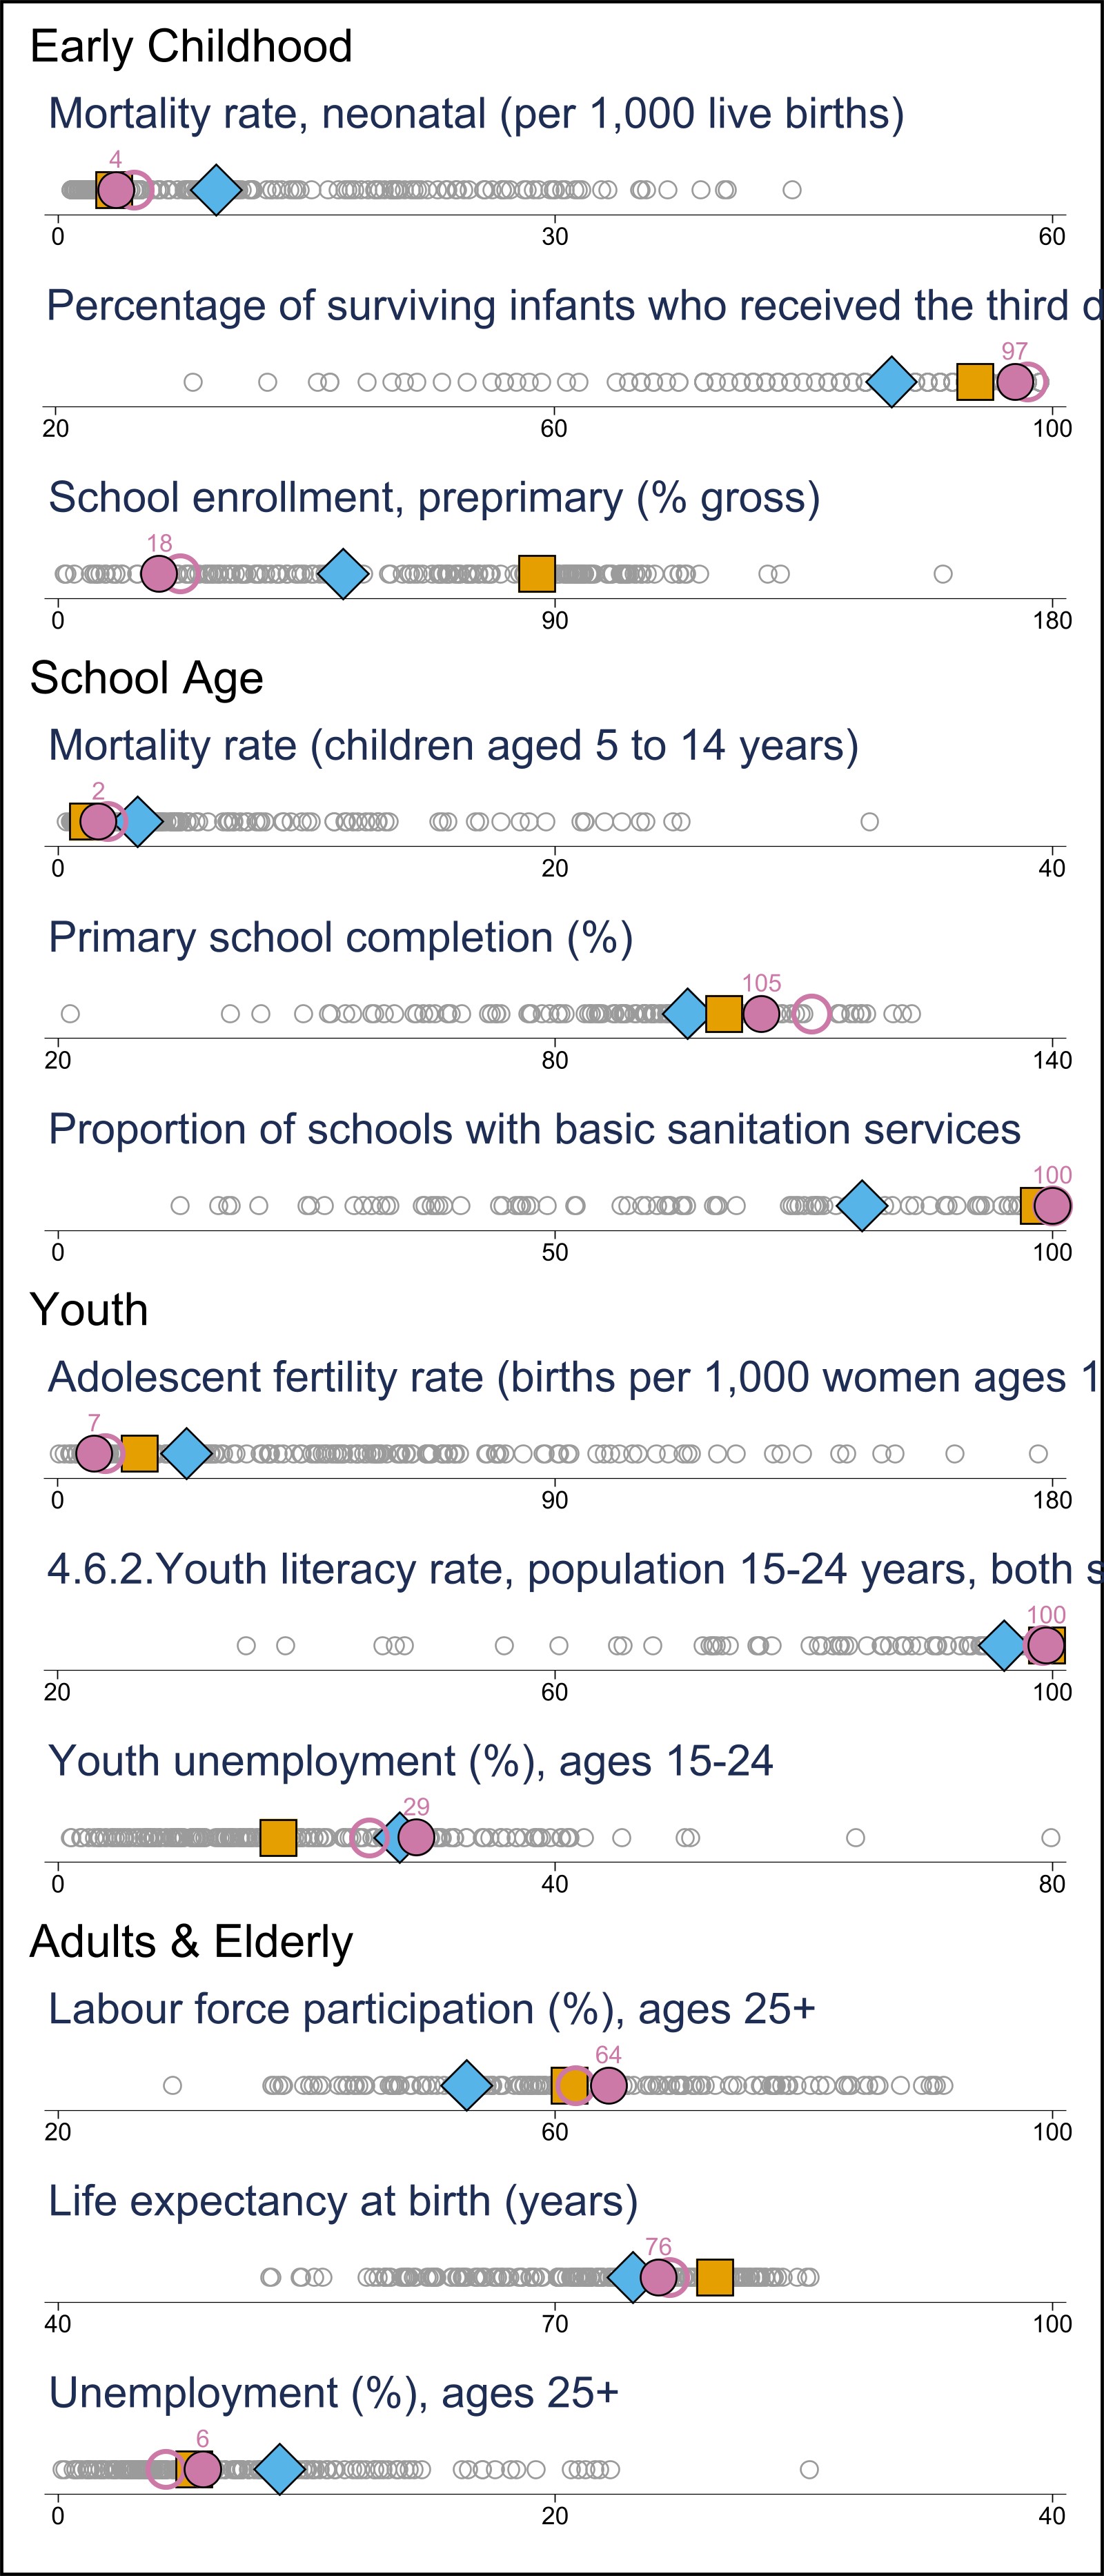 Early Childhood
Mortality rate, neonatal (per 1,000 live births)
4
0 30 60
Percentage of surviving infants who received the third d
97
20 60 100
School enrollment, preprimary (% gross)
18
0 90 180
School Age
Mortality rate (children aged 5 to 14 years)
2
0 20 40
Primary school completion (%)
105
20 80 140
Proportion of schools with basic sanitation services
100
0 50 100
Youth
Adolescent fertility rate (births per 1,000 women ages 1
7
0 90 180
4.6.2.Youth literacy rate, population 15-24 years, both s
100
20 60 100
Youth unemployment (%), ages 15-24
29
0 40 80
Adults & Elderly
Labour force participation (%), ages 25+
64
20 60 100
Life expectancy at birth (years)
76
40 70 100
Unemployment (%), ages 25+
6
0 20 40